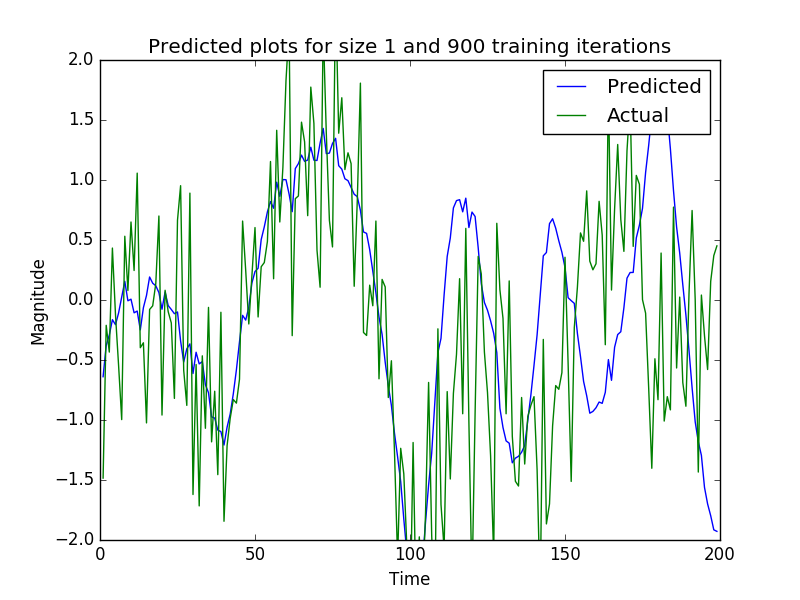 Predicted plots for size 1 and 900 training iterations
2.0
1.5
1.0
0.5
0.0
−0.5
−1.0
−1.5
−2.0
Magnitude
Predicted
Actual
0 50 100 150 200
Time